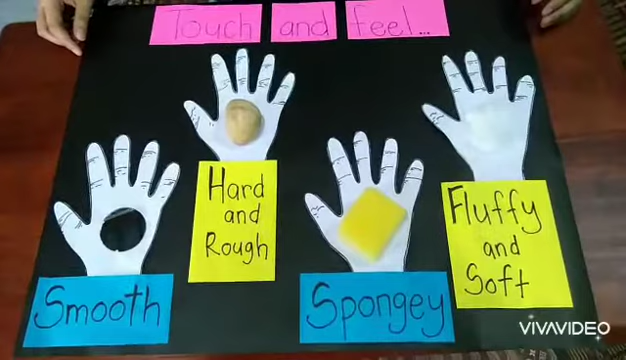 Touch and feel...
Hard
and
Rough
Fluffy
and
Soft
Smooth
Spongey
VIVAVIDEO